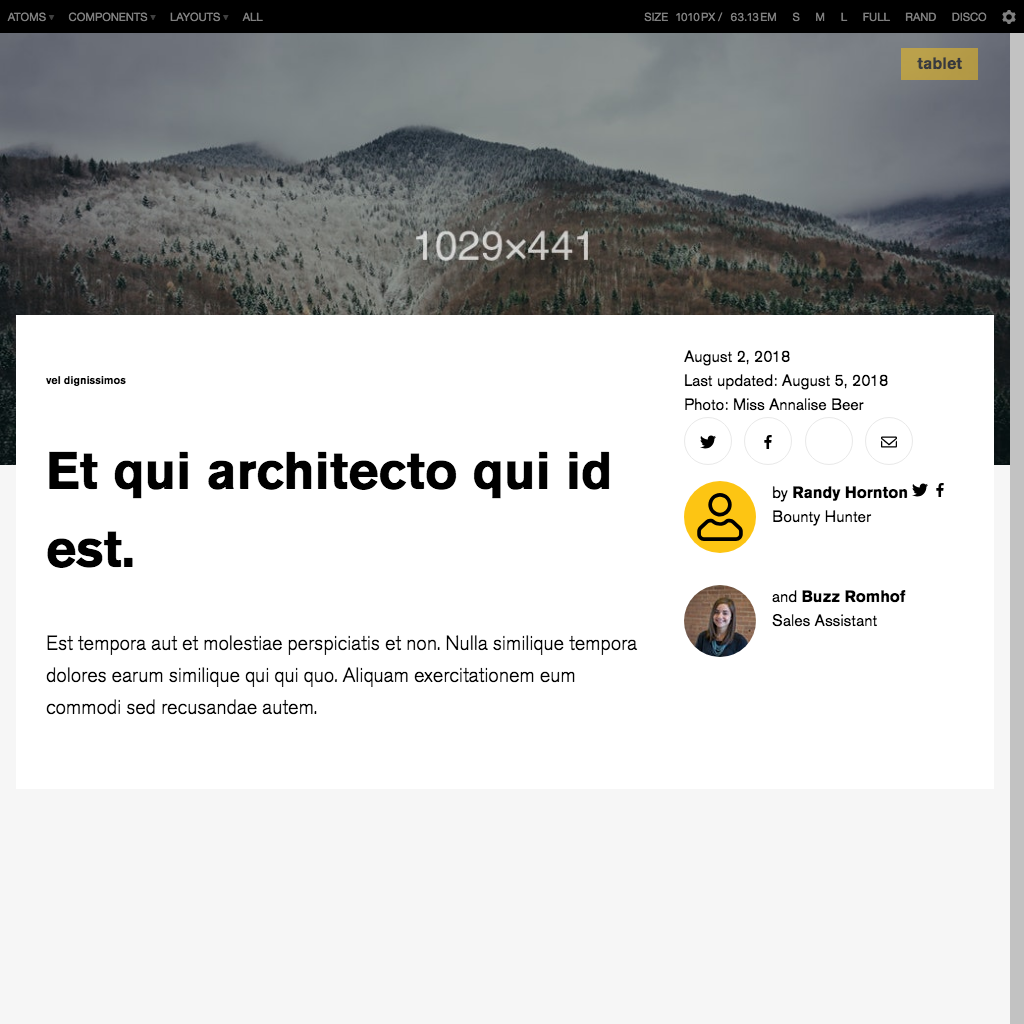 ATOMS COMPONENTS LAYOUTS ALL SIZE 1010PX / 63.13EM S M L FULL RAND DISCO
tablet
1029×441
vel dignissimos
Et qui architecto qui id
est.
Est tempora aut et molestiae perspiciatis et non. Nulla similique tempora
dolores earum similique qui qui quo. Aliquam exercitationem eum
commodi sed recusandae autem.
August 2, 2018
Last updated: August 5, 2018
Photo: Miss Annalise Beer
by Randy Hornton
Bounty Hunter
and Buzz Romhof
Sales Assistant